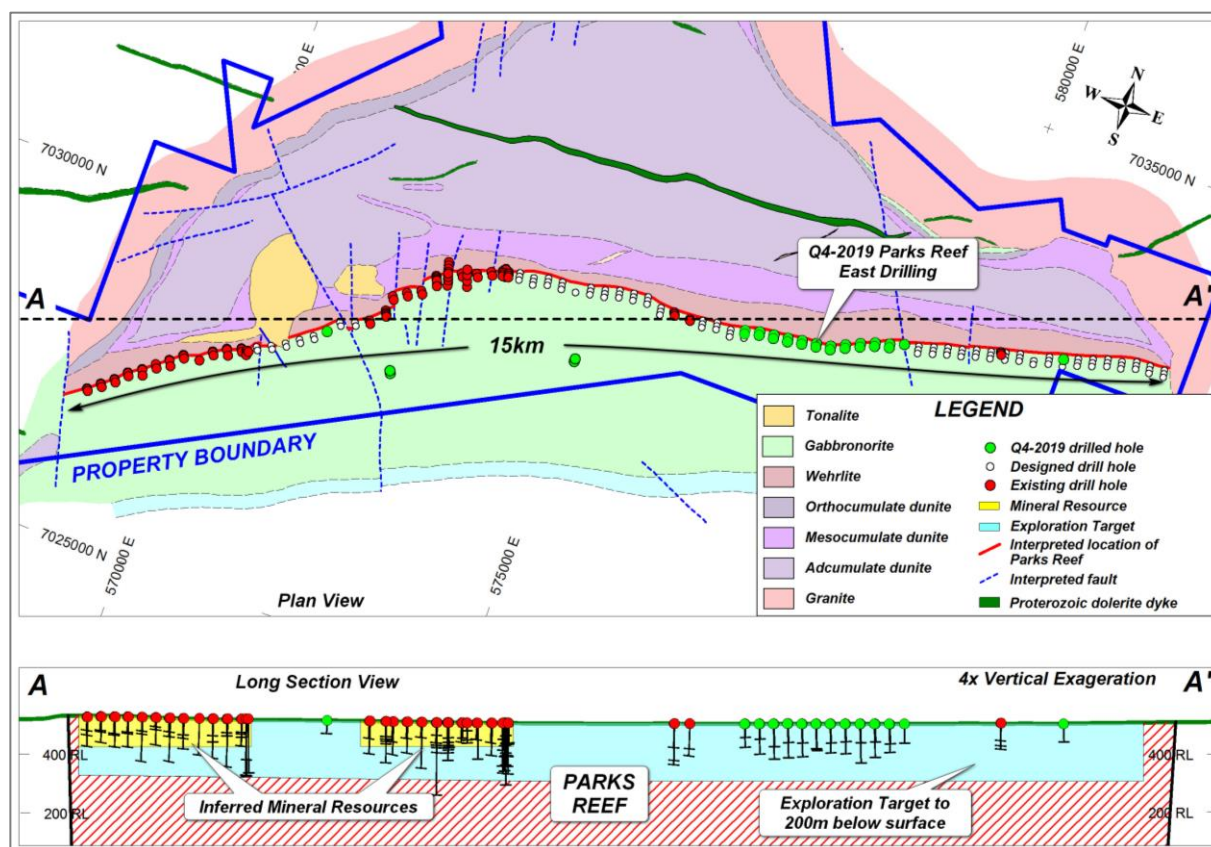 00 E
580000 E
N
W
E
S
7030000 N
7035000 N
Q4-2019 Parks Reef
East Drilling
A
A'
15km
PROPERTY BOUNDARY
LEGEND
Tonalite
Gabbronorite
Wehrlite
Orthocumulate dunite
Mesocumulate dunite
Adcumulate dunite
Granite
Q4-2019 drilled hole
Designed drill hole
Existing drill hole
Mineral Resource
Exploration Target
Interpreted location of
Parks Reef
Interpreted fault
Proterozoic dolerite dyke
7025000 N
570000 E
575000 E
Plan View
A
Long Section View
4x Vertical Exageration
A'
400 RL
400 RL
Inferred Mineral Resources
PARKS
REEF
Exploration Target to
200m below surface
200 RL
200 RL